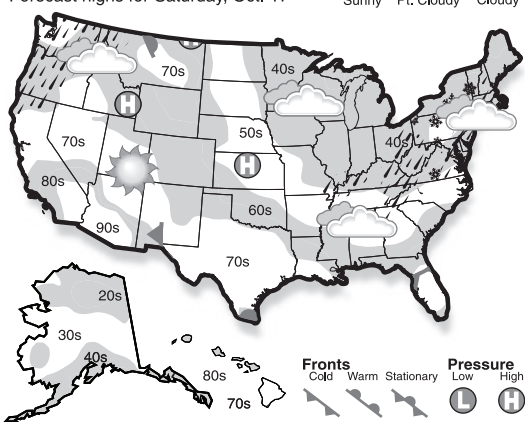 Forecast highs for Saturday, Oct. 17
Sunny Pt. Cloudy Cloudy
70s
H
40s
H
70s
50s
40s
H
80s
60s
90s
70s
20s
30s
40s
80s
70s
Fronts
Cold Warm Stationary
Pressure
Low High
L H